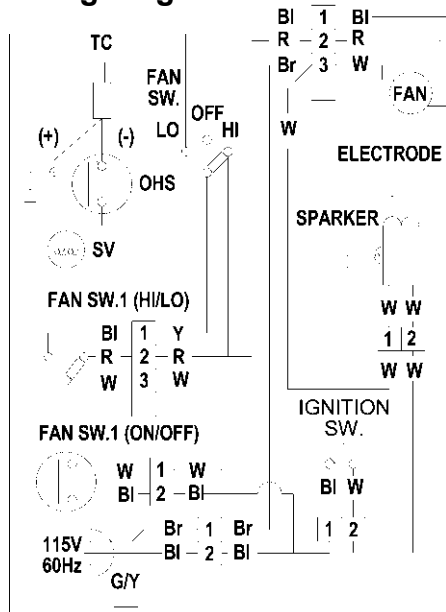 Bl 1 Bl
R 2 R
Br 3 W
TC
FAN
SW.
OFF
LO HI
FAN
W
(+) (-)
ELECTRODE
OHS
SPARKER
SV
FAN SW.1 (HI/LO)
Bl 1 Y
R 2 R
W 3 W
W W
1 2
W W
IGNITION
SW.
FAN SW.1 (ON/OFF)
W 1 W
Bl 2 Bl
Bl W
Br 1 Br
Bl 2 Bl
1 2
115V
60Hz
G/Y